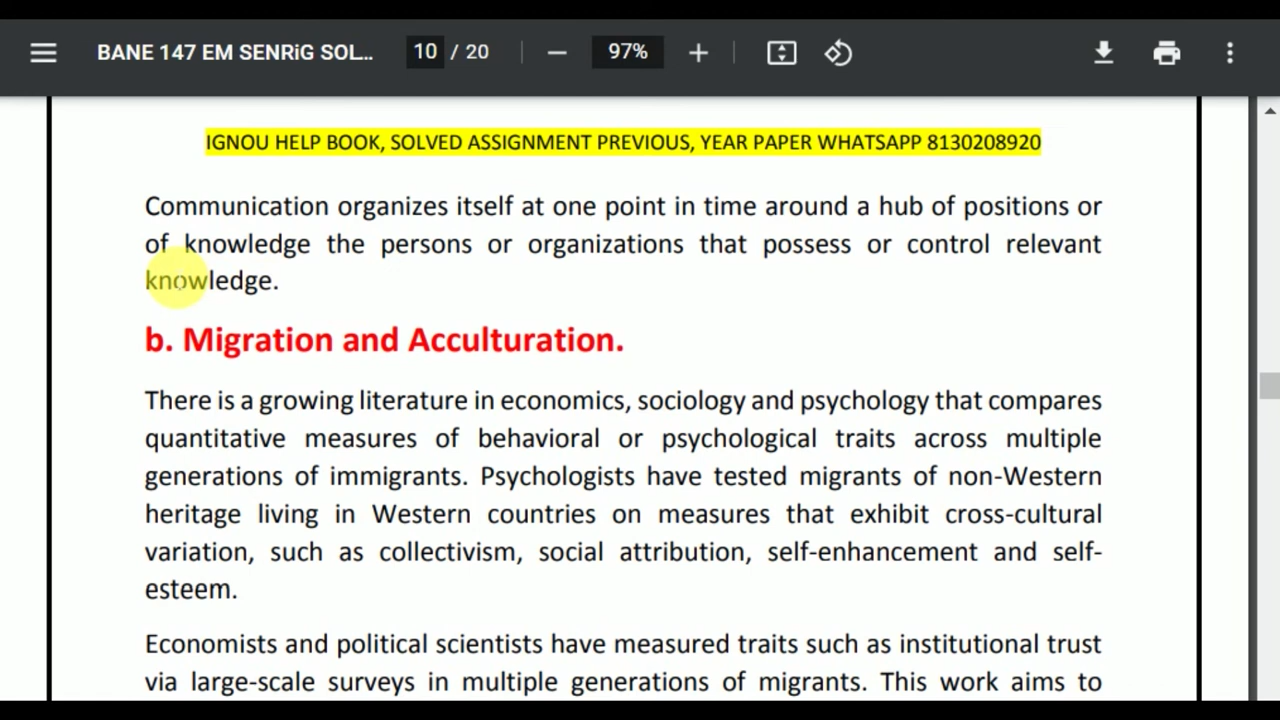 BANE 147 EM SENRiG SOL... 10 / 20 97%
IGNOU HELP BOOK, SOLVED ASSIGNMENT PREVIOUS, YEAR PAPER WHATSAPP 8130208920
Communication organizes itself at one point in time around a hub of positions or
of knowledge the persons or organizations that possess or control relevant
knowledge.
b. Migration and Acculturation.
There is a growing literature in economics, sociology and psychology that compares
quantitative measures of behavioral or psychological traits across multiple
generations of immigrants. Psychologists have tested migrants of non-Western
heritage living in Western countries on measures that exhibit cross-cultural
variation, such as collectivism, social attribution, self-enhancement and self-
esteem.
Economists and political scientists have measured traits such as institutional trust
via large-scale surveys in multiple generations of migrants. This work aims to